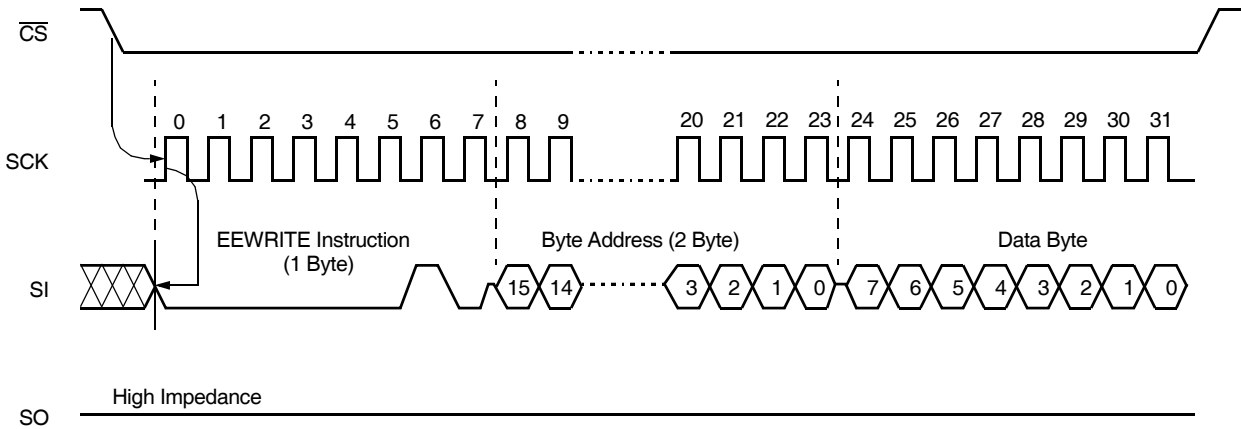 CS
0 1 2 3 4 5 6 7 8 9 20 21 22 23 24 25 26 27 28 29 30 31
SCK
EEWRITE Instruction
(1 Byte)
Byte Address (2 Byte)
Data Byte
SI
15 14 3 2 1 0 7 6 5 4 3 2 1 0
High Impedance
SO